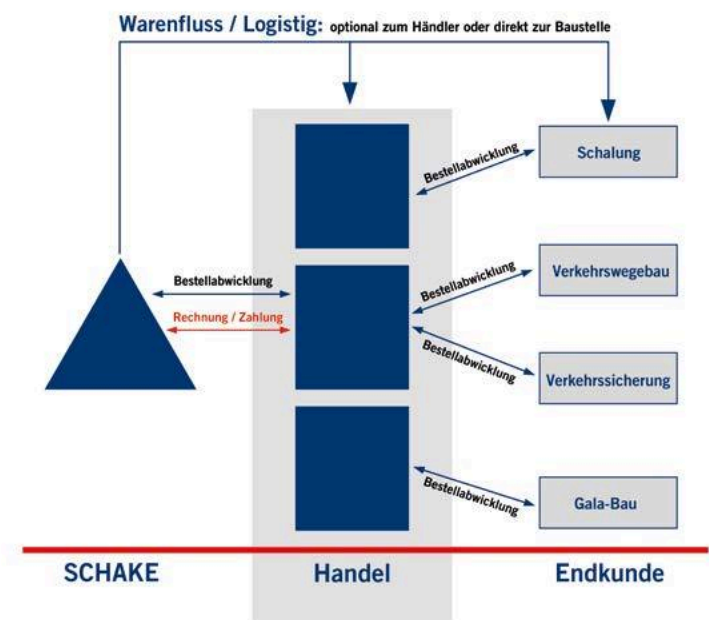 Warenfluss / Logistig: optional zum Händler oder direkt zur Baustelle
Bestellabwicklung
Schalung
Bestellabwicklung
Rechnung / Zahlung
Bestellabwicklung
Verkehrswegebau
Bestellabwicklung
Verkehrssicherung
Bestellabwicklung
Gala-Bau
SCHAKE
Handel
Endkunde